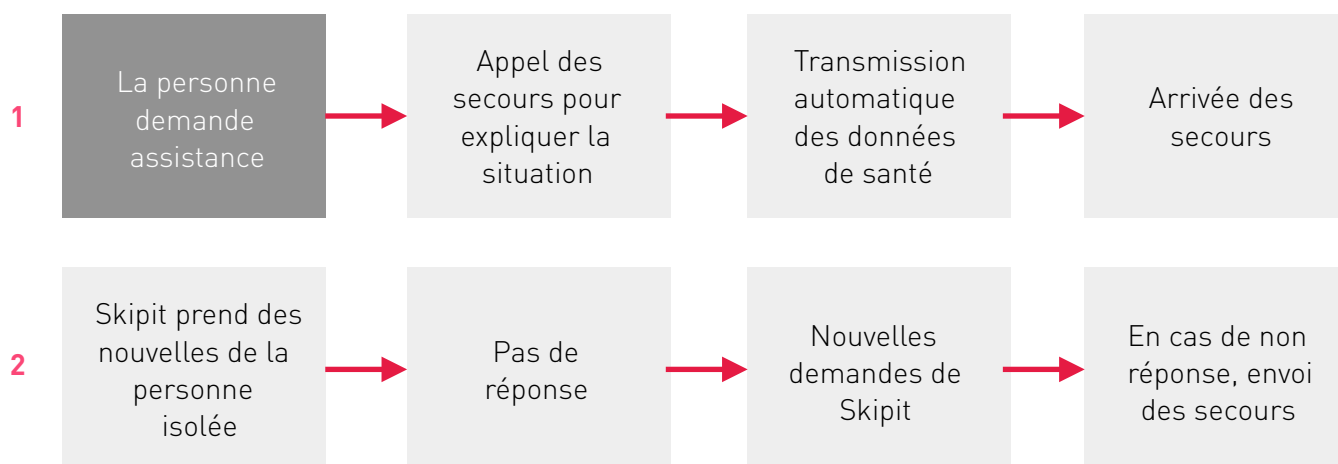 1
La personne
demande
assistance
Appel des
secours pour
expliquer la
situation
Transmission
automatique
des données
de santé
Arrivée des
secours
2
Skipit prend des
nouvelles de la
personne
isolée
Pas de
réponse
Nouvelles
demandes de
Skipit
En cas de non
réponse, envoi
des secours